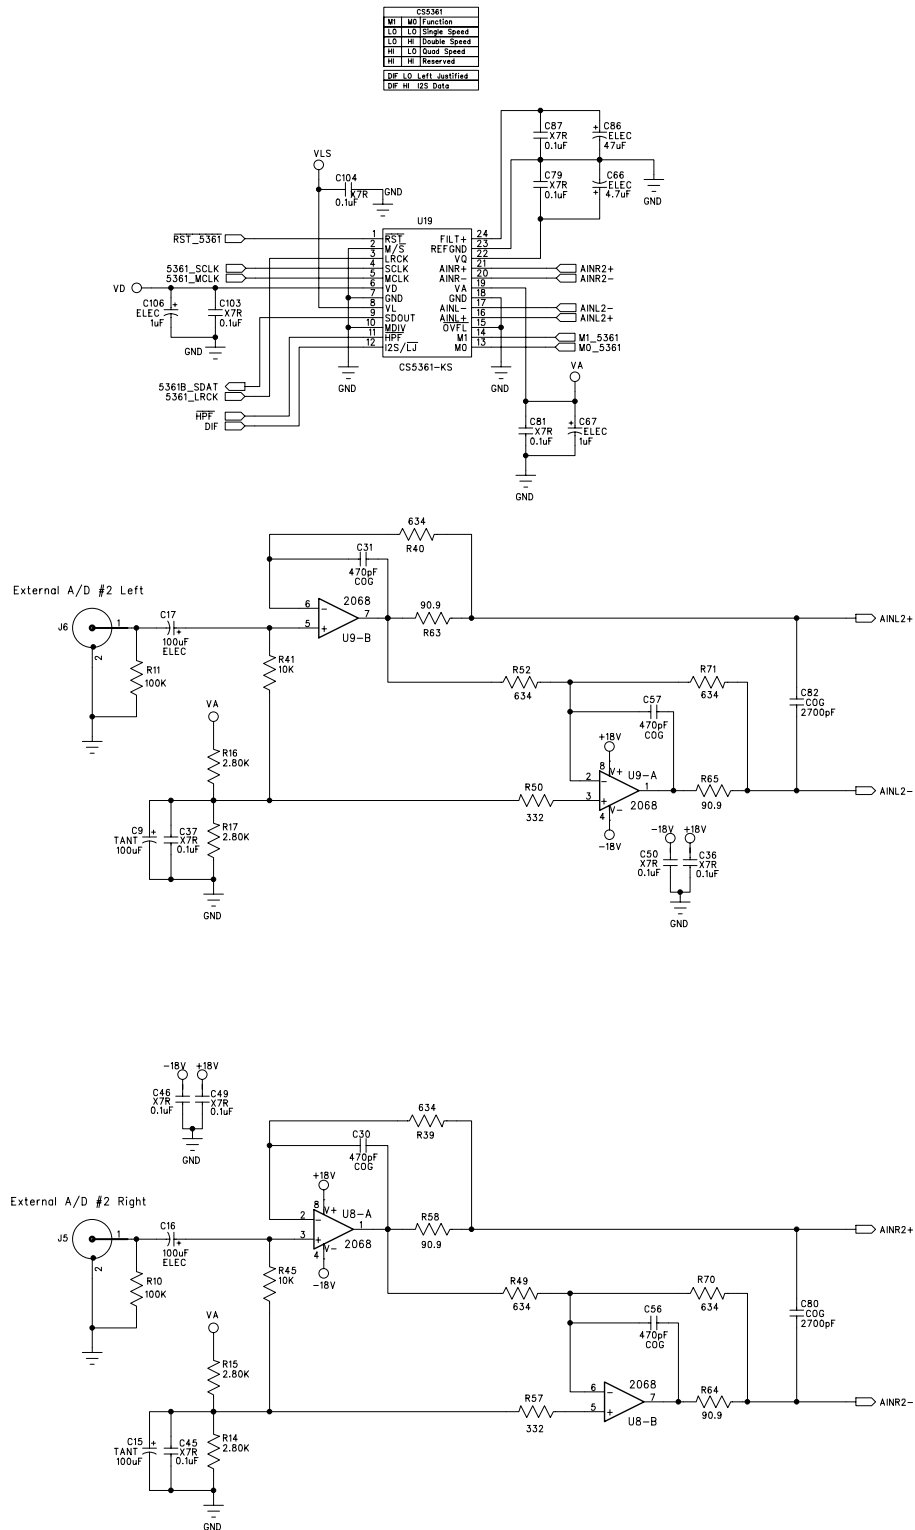 CS5361
M1 M0 Function
LO LO Single Speed
LO HI Double Speed
HI LO Quad Speed
HI HI Reserved
DIF LO Left Justified
DIF HI I2S Data
C87
X7R
0.1uF
+ C86
ELEC
47uF
C79
X7R
0.1uF
C66
ELEC
+ 4.7uF
GND
VLS
C104
X7R
0.1uF
GND
U19
RST_5361
5361_SCLK
5361_MCLK
VD
C106 +
ELEC
1uF
C103
X7R
0.1uF
GND
5361B_SDAT
5361_LRCK
HPF
DIF
1 RST
2 M/S
3 LRCK
4 SCLK
5 MCLK
6 VD
7 GND
8 VL
9 SDOUT
10 MDIV
11 HPF
12 I2S/LJ
FILT+ 24
REFGND 23
VQ 22
AINR+ 21
AINR- 20
VA 19
GND 18
AINL- 17
AINL+ 16
OVFL 15
M1 14
M0 13
CS5361-KS
AINR2+
AINR2-
AINL2-
AINL2+
M1_5361
M0_5361
GND
GND
VA
C81
X7R
0.1uF
+ C67
ELEC
1uF
GND
634
R40
C31
470pF
COG
External A/D #2 Left
J6
1
2
C17
+
100uF
ELEC
R11
100K
6 -
5 +
2068
7
U9-B
90.9
R63
AINL2+
R41
10K
R52
634
R71
634
C57
470pF
COG
C82
COG
2700pF
VA
R16
2.80K
+18V
8 V+
2 -
3 +
4 V-
-18V
U9-A
1
2068
R65
90.9
AINL2-
R50
332
C9 +
TANT
100uF
C37
X7R
0.1uF
R17
2.80K
GND
-18V +18V
C50
X7R
0.1uF
C36
X7R
0.1uF
GND
-18V +18V
C46
X7R
0.1uF
C49
X7R
0.1uF
GND
634
R39
C30
470pF
COG
External A/D #2 Right
J5
1
2
C16
+
100uF
ELEC
R10
100K
+18V
8 V+
2 -
3 +
4 V-
-18V
U8-A
1
2068
R58
90.9
AINR2+
R45
10K
R49
634
R70
634
C56
470pF
COG
C80
COG
2700pF
VA
R15
2.80K
6 -
5 +
2068
7
U8-B
R64
90.9
AINR2-
R57
332
C15 +
TANT
100uF
C45
X7R
0.1uF
R14
2.80K
GND